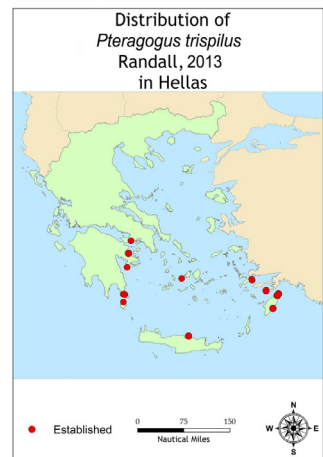 Distribution of
Pteragogus trispilus
Randall, 2013
in Hellas
Established
0 75 150
Nautical Miles
N
W E
S